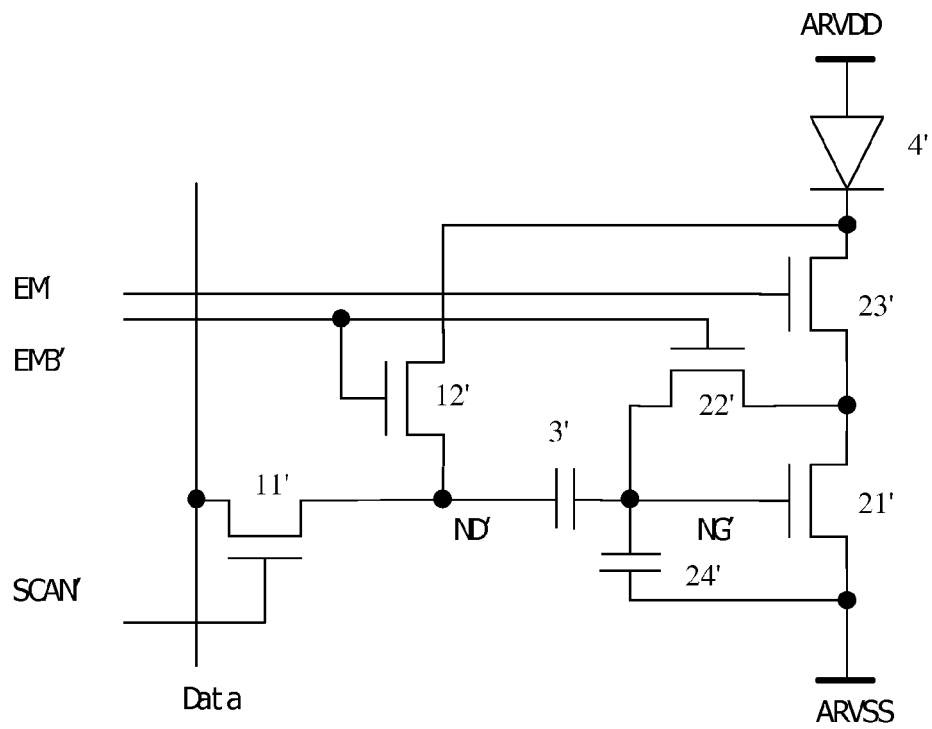 ARVDD
4'
EM'
23'
EMB'
12'
22'
3'
11'
21'
ND'
NG'
SCAN'
24'
Data
ARVSS